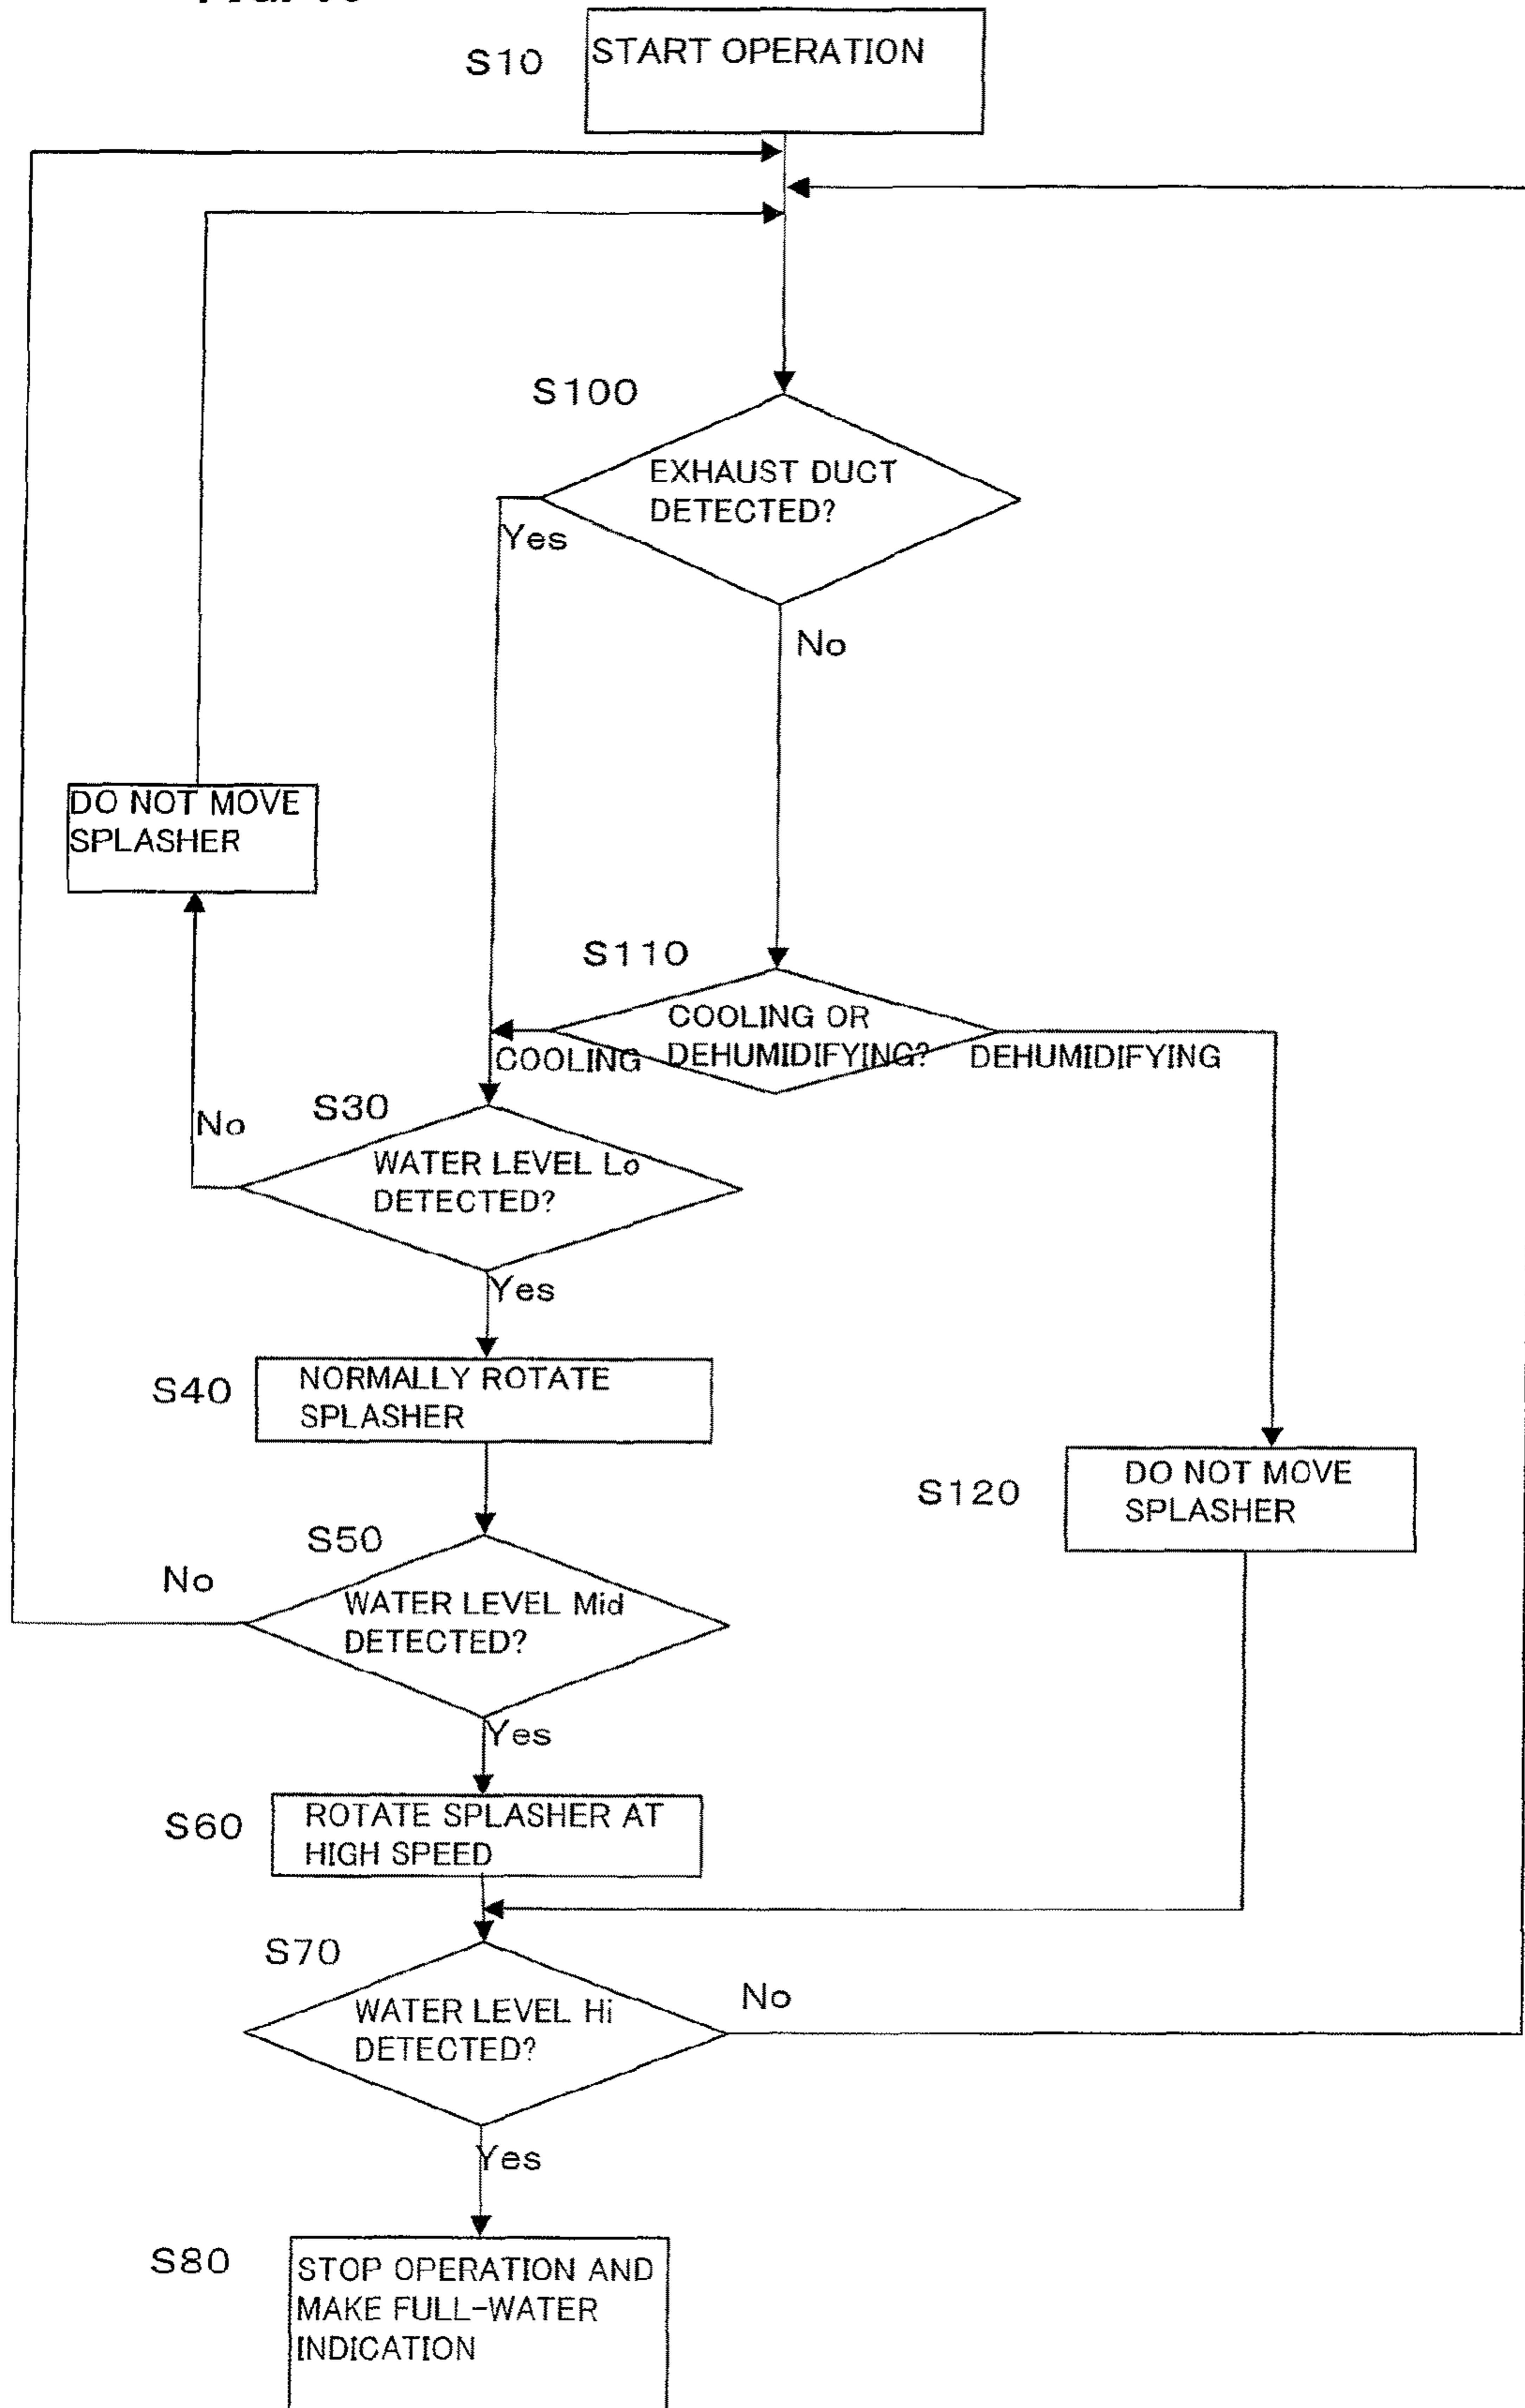 S10
START OPERATION
S100
EXHAUST DUCT
DETECTED?
Yes
No
DO NOT MOVE
SPLASHER
S110
COOLING OR
DEHUMIDIFYING?
COOLING
DEHUMIDIFYING
S30
No
WATER LEVEL Lo
DETECTED?
Yes
S40
NORMALLY ROTATE
SPLASHER
S120
DO NOT MOVE
SPLASHER
S50
No
WATER LEVEL Mid
DETECTED?
Yes
S60
ROTATE SPLASHER AT
HIGH SPEED
S70
No
WATER LEVEL Hi
DETECTED?
Yes
S80
STOP OPERATION AND
MAKE FULL-WATER
INDICATION